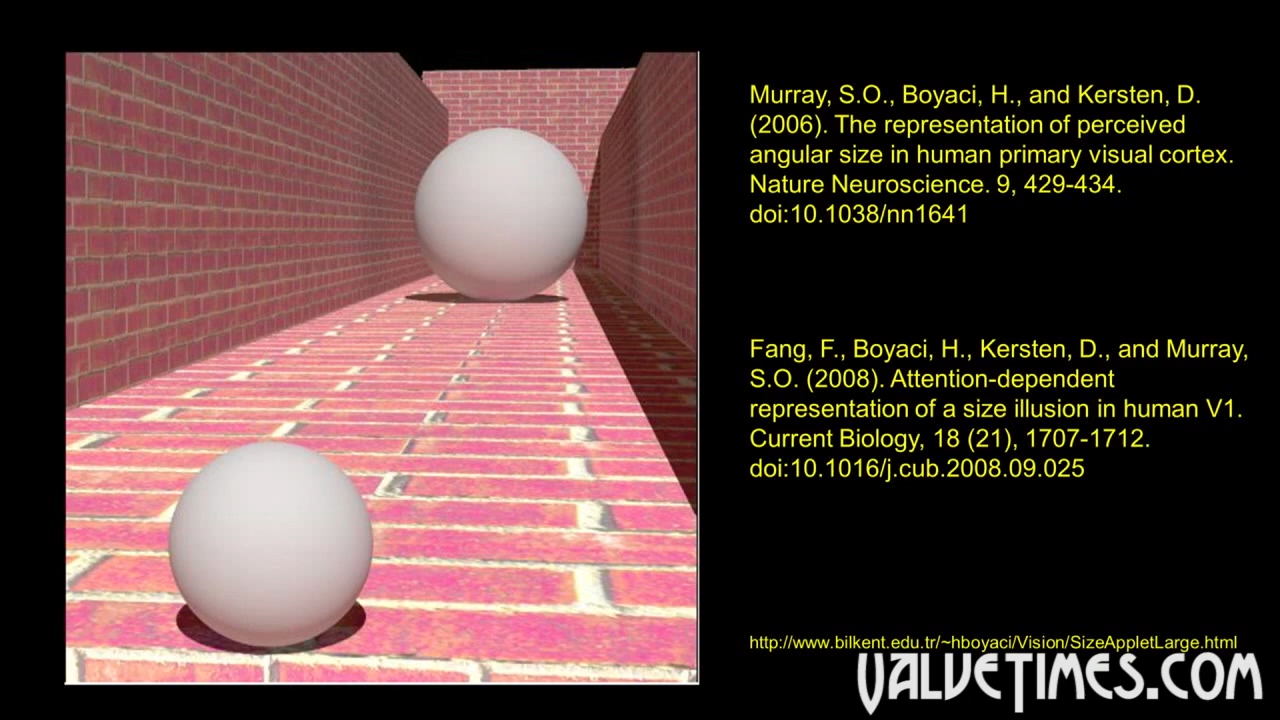 Murray, S.O., Boyaci, H., and Kersten, D.
(2006). The representation of perceived
angular size in human primary visual cortex.
Nature Neuroscience. 9, 429-434.
doi:10.1038/nn1641
Fang, F., Boyaci, H., Kersten, D., and Murray,
S.O. (2008). Attention-dependent
representation of a size illusion in human V1.
Current Biology, 18 (21), 1707-1712.
doi:10.1016/j.cub.2008.09.025
http://www.bilkent.edu.tr/~hboyaci/Vision/SizeAppletLarge.html
VALVETIMES.COM